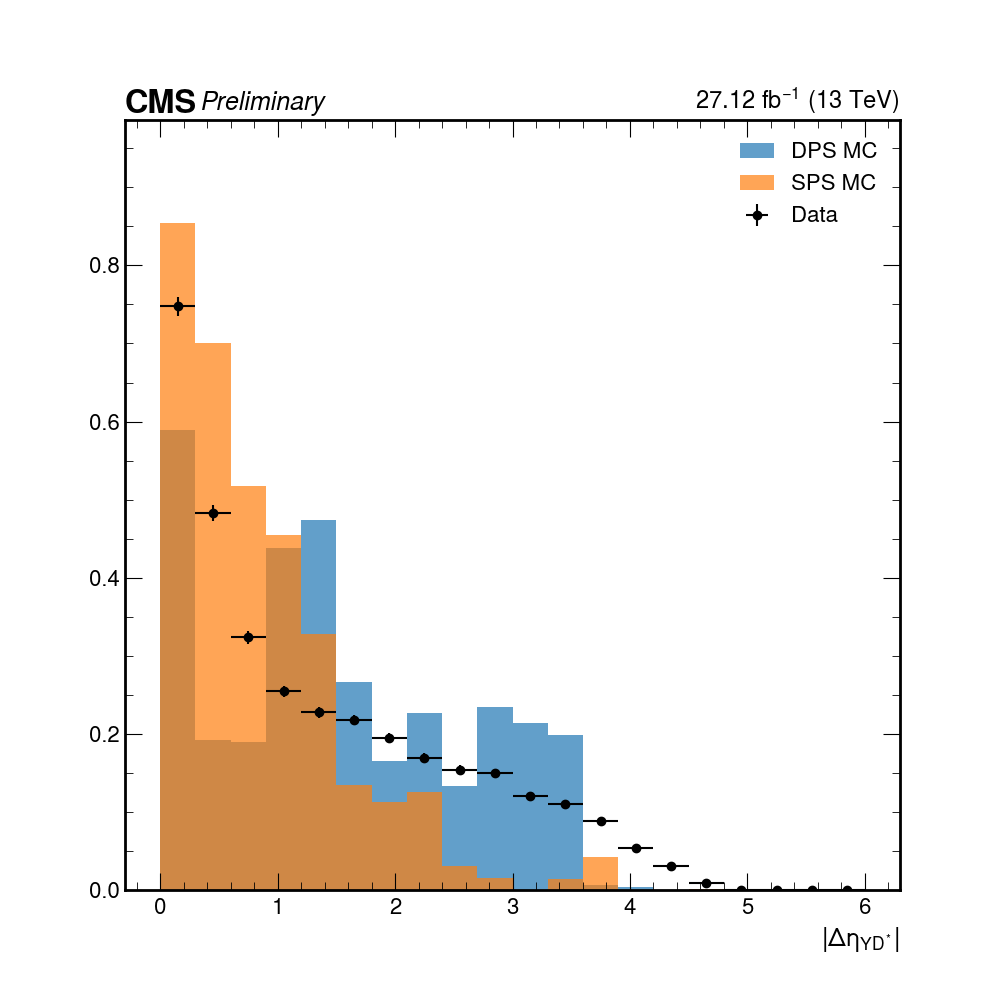 CMS Preliminary
27.12 fb⁻¹ (13 TeV)
DPS MC
SPS MC
Data
0.8
0.6
0.4
0.2
0.0
0 1 2 3 4 5 6
|Δη_YD*|